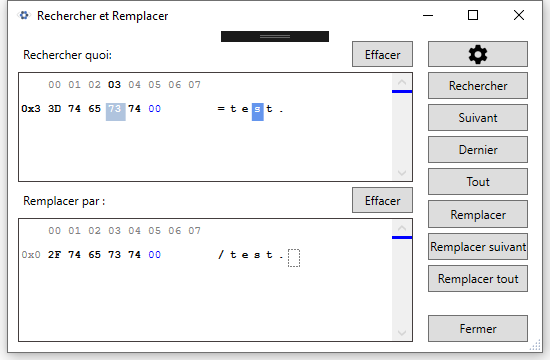 Rechercher et Remplacer
Rechercher quoi:
Effacer
00 01 02 03 04 05 06 07
0x3 3D 74 65 73 74 00 =test.
Rechercher
Suivant
Dernier
Tout
Remplacer par :
Effacer
Remplacer
00 01 02 03 04 05 06 07
0x0 2F 74 65 73 74 00 /test.
Remplacer suivant
Remplacer tout
Fermer